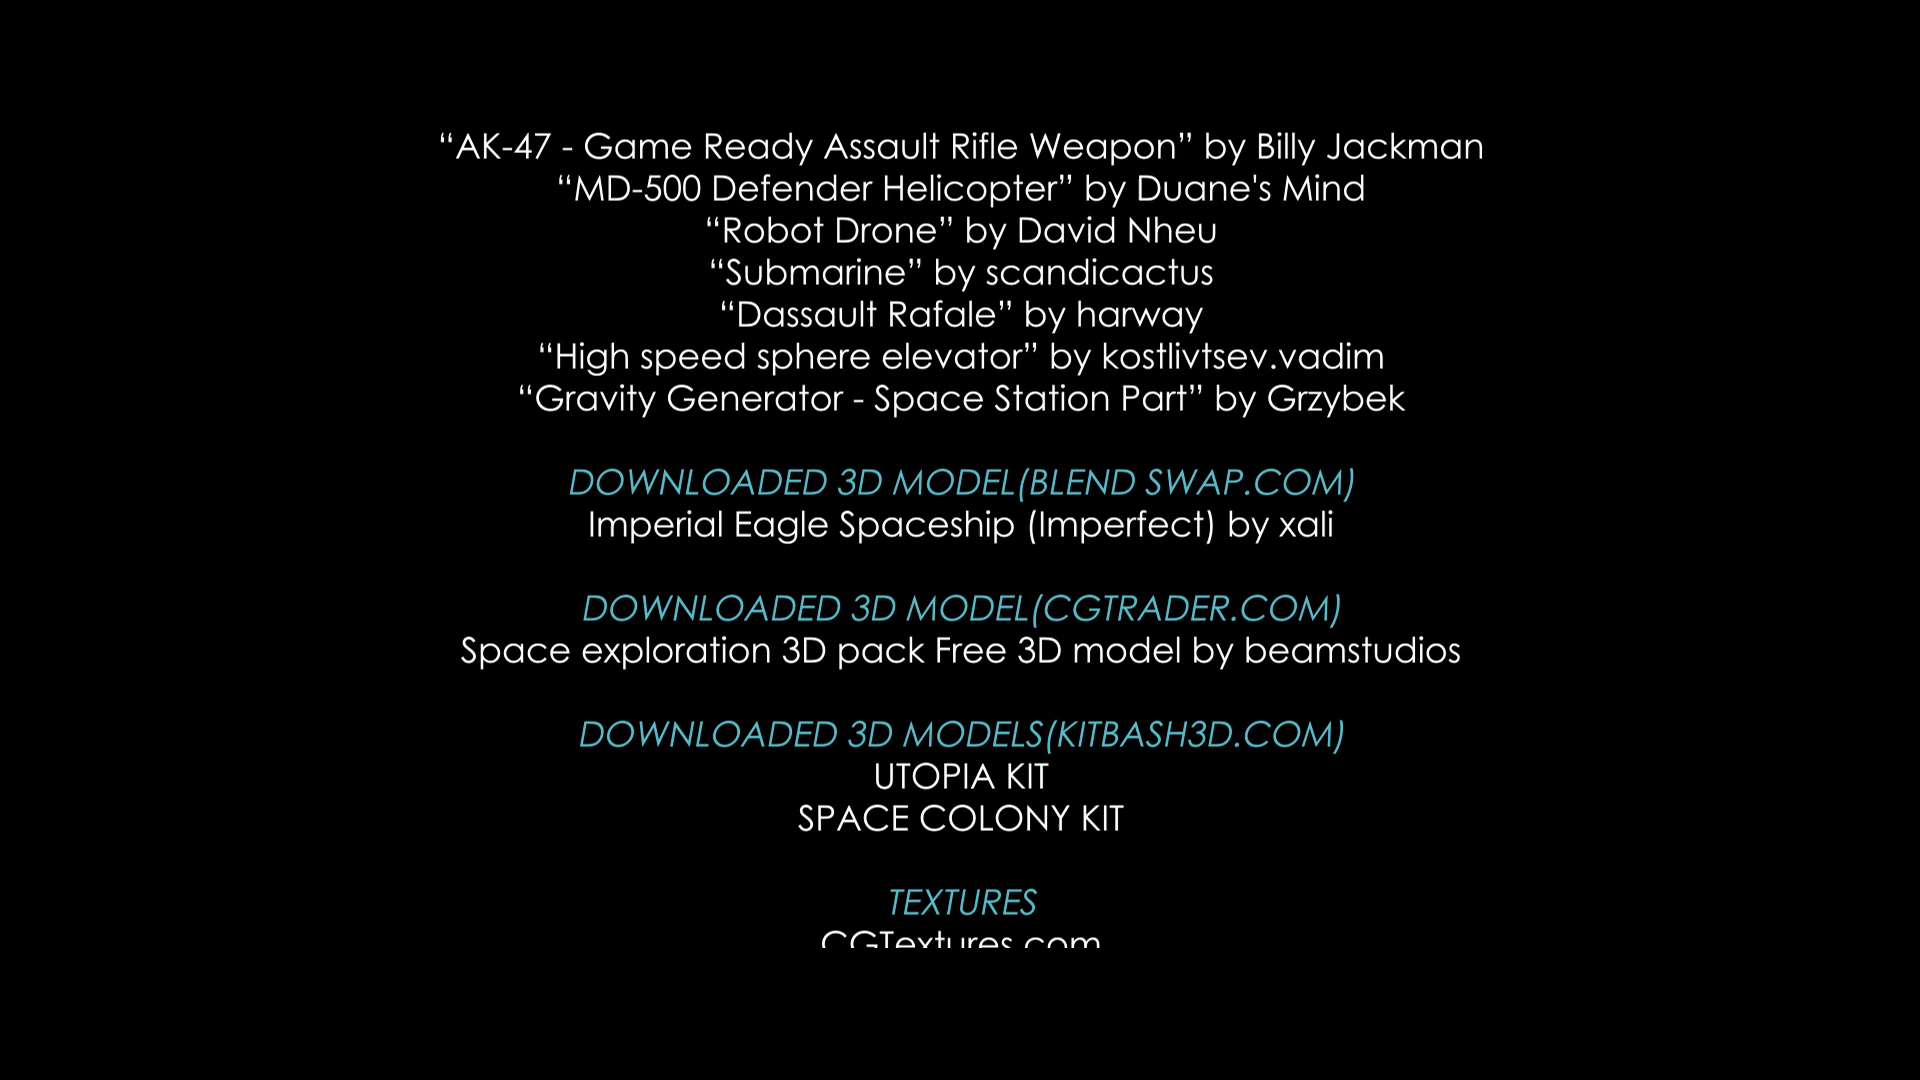 “AK-47 - Game Ready Assault Rifle Weapon” by Billy Jackman
“MD-500 Defender Helicopter” by Duane's Mind
“Robot Drone” by David Nheu
“Submarine” by scandicactus
“Dassault Rafale” by harway
“High speed sphere elevator” by kostlivtsev.vadim
“Gravity Generator - Space Station Part” by Grzybek
DOWNLOADED 3D MODEL(BLEND SWAP.COM)
Imperial Eagle Spaceship (Imperfect) by xali
DOWNLOADED 3D MODEL(CGTRADER.COM)
Space exploration 3D pack Free 3D model by beamstudios
DOWNLOADED 3D MODELS(KITBASH3D.COM)
UTOPIA KIT
SPACE COLONY KIT
TEXTURES
CGTextures.com